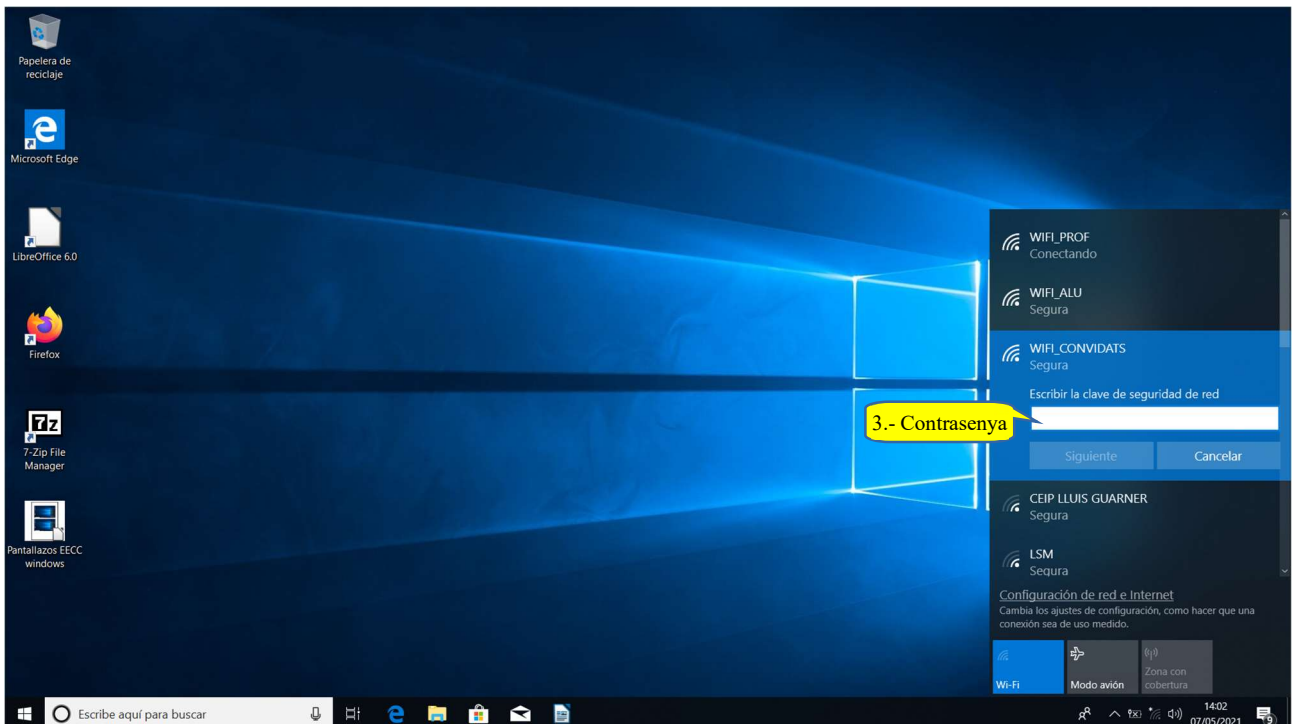 Papelera de
reciclaje
Microsoft Edge
LibreOffice 6.0
Firefox
7z
7-Zip File
Manager
Pantallazos EECC
windows
WIFI_PROF
Conectando
WIFI_ALU
Segura
WIFI_CONVIDATS
Segura
Escribir la clave de seguridad de red
3.- Contrasenya
Siguiente
Cancelar
CEIP LLUIS GUARNER
Segura
LSM
Segura
Configuración de red e Internet
Cambia los ajustes de configuración, como hacer que una
conexión sea de uso medido.
Wi-Fi
Modo avión
Zona con
cobertura
Escribe aquí para buscar
14:02
07/05/2021
9